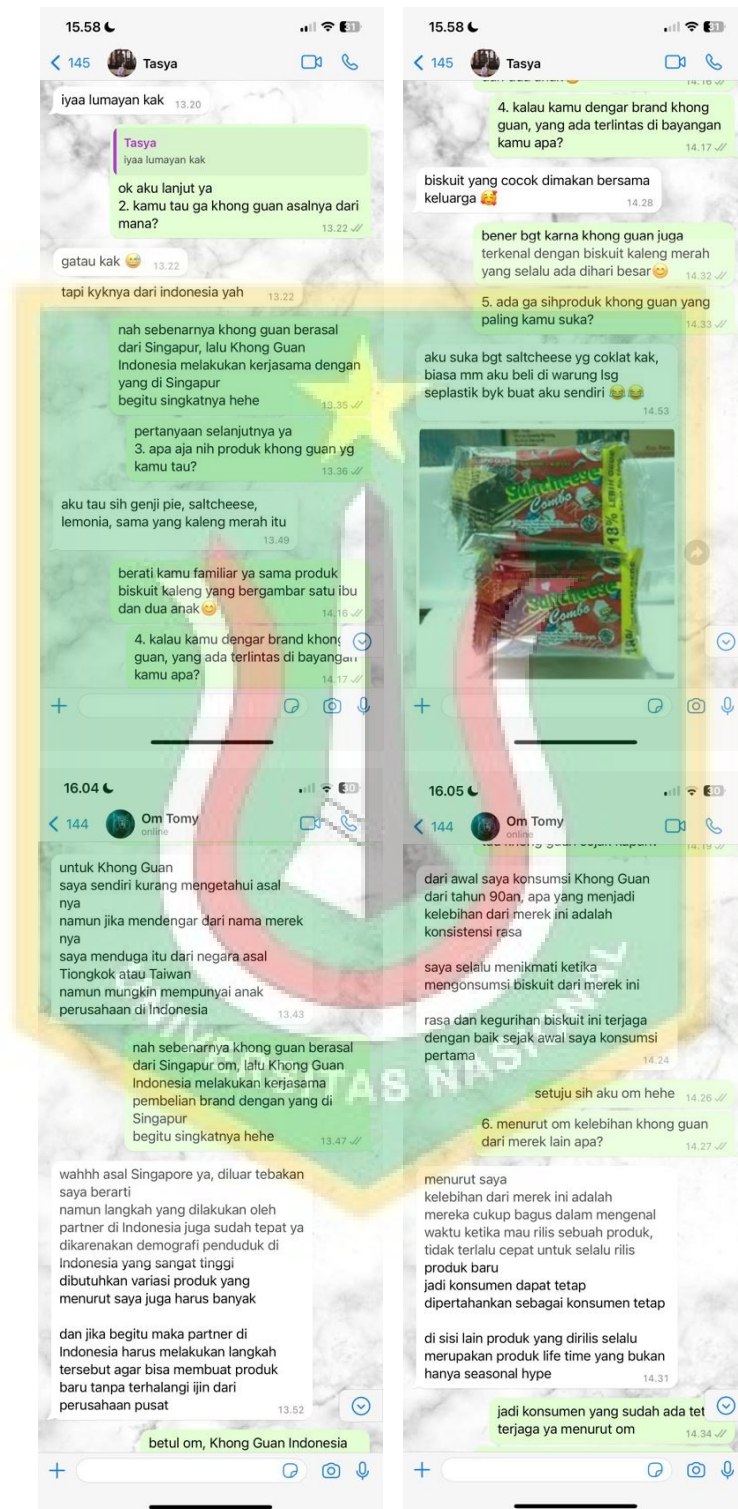 15.58
31
145
Tasya
iyaa lumayan kak 13.20
Tasya
iyaa lumayan kak
ok aku lanjut ya
2. kamu tau ga khong guan asalnya dari
mana?
13.22
gatau kak 😅 13.22
tapi kyknya dari indonesia yah 13.22
nah sebenarnya khong guan berasal
dari Singapur, lalu Khong Guan
Indonesia melakukan kerjasama dengan
yang di Singapur
begitu singkatnya hehe 13.35
pertanyaan selanjutnya ya
3. apa aja nih produk khong guan yg
kamu tau? 13.36
aku tau sih genji pie, saltcheese,
lemonia, sama yang kaleng merah itu
13.49
berati kamu familiar ya sama produk
biskuit kaleng yang bergambar satu ibu
dan dua anak😊 14.16
4. kalau kamu dengar brand khong
guan, yang ada terlintas di bayangan
kamu apa? 14.17
15.58
31
145
Tasya
14.16
4. kalau kamu dengar brand khong
guan, yang ada terlintas di bayangan
kamu apa? 14.17
biskuit yang cocok dimakan bersama
keluarga 🥰 14.28
bener bgt karna khong guan juga
terkenal dengan biskuit kaleng merah
yang selalu ada dihari besar😊 14.32
5. ada ga sihproduk khong guan yang
paling kamu suka? 14.33
aku suka bgt saltcheese yg coklat kak,
biasa mm aku beli di warung lsg
seplastik byk buat aku sendiri 😂😂
14.53
Saltcheese
Combo
18% LEBIH
Saltcheese
Combo
18%
16.04
30
144
Om Tomy
online
untuk Khong Guan
saya sendiri kurang mengetahui asal
nya
namun jika mendengar dari nama merek
nya
saya menduga itu dari negara asal
Tiongkok atau Taiwan
namun mungkin mempunyai anak
perusahaan di Indonesia 13.43
nah sebenarnya khong guan berasal
dari Singapur om, lalu Khong Guan
Indonesia melakukan kerjasama
pembelian brand dengan yang di
Singapur
begitu singkatnya hehe 13.47
wahhh asal Singapore ya, diluar tebakan
saya berarti
namun langkah yang dilakukan oleh
partner di Indonesia juga sudah tepat ya
dikarenakan demografi penduduk di
Indonesia yang sangat tinggi
dibutuhkan variasi produk yang
menurut saya juga harus banyak
dan jika begitu maka partner di
Indonesia harus melakukan langkah
tersebut agar bisa membuat produk
baru tanpa terhalangi ijin dari
perusahaan pusat 13.52
betul om, Khong Guan Indonesia
16.05
30
144
Om Tomy
online
14.19
dari awal saya konsumsi Khong Guan
dari tahun 90an, apa yang menjadi
kelebihan dari merek ini adalah
konsistensi rasa
saya selalu menikmati ketika
mengonsumsi biskuit dari merek ini
rasa dan kegurihan biskuit ini terjaga
dengan baik sejak awal saya konsumsi
pertama 14.24
setuju sih aku om hehe 14.26
6. menurut om kelebihan khong guan
dari merek lain apa? 14.27
menurut saya
kelebihan dari merek ini adalah
mereka cukup bagus dalam mengenal
waktu ketika mau rilis sebuah produk,
tidak terlalu cepat untuk selalu rilis
produk baru
jadi konsumen dapat tetap
dipertahankan sebagai konsumen tetap
di sisi lain produk yang dirilis selalu
merupakan produk life time yang bukan
hanya seasonal hype 14.31
jadi konsumen yang sudah ada tet
terjaga ya menurut om 14.34
UNIVERSITAS NASIONAL